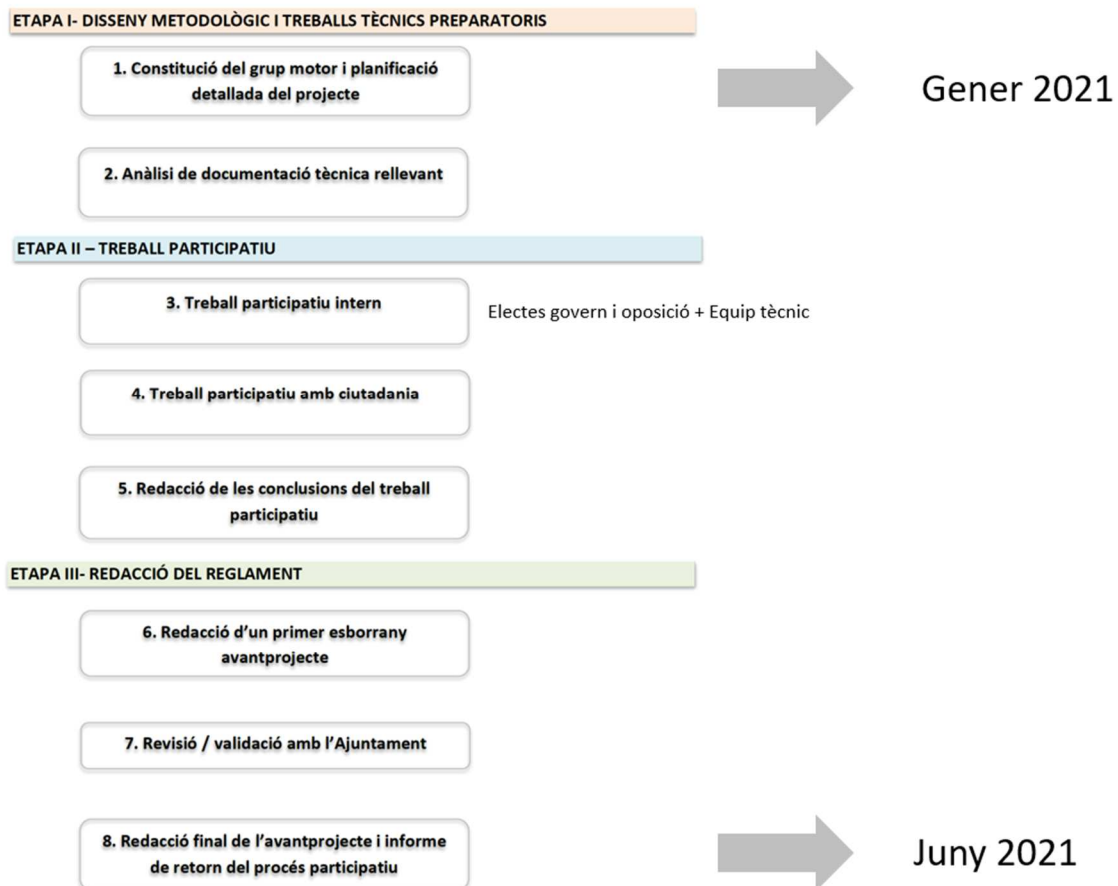 ETAPA I- DISSENY METODOLÒGIC I TREBALLS TÈCNICS PREPARATORIS
1. Constitució del grup motor i planificació
detallada del projecte
Gener 2021
2. Anàlisi de documentació tècnica rellevant
ETAPA II – TREBALL PARTICIPATIU
3. Treball participatiu intern
Electes govern i oposició + Equip tècnic
4. Treball participatiu amb ciutadania
5. Redacció de les conclusions del treball
participatiu
ETAPA III- REDACCIÓ DEL REGLAMENT
6. Redacció d'un primer esborrany
avantprojecte
7. Revisió / validació amb l'Ajuntament
8. Redacció final de l'avantprojecte i informe
de retorn del procés participatiu
Juny 2021